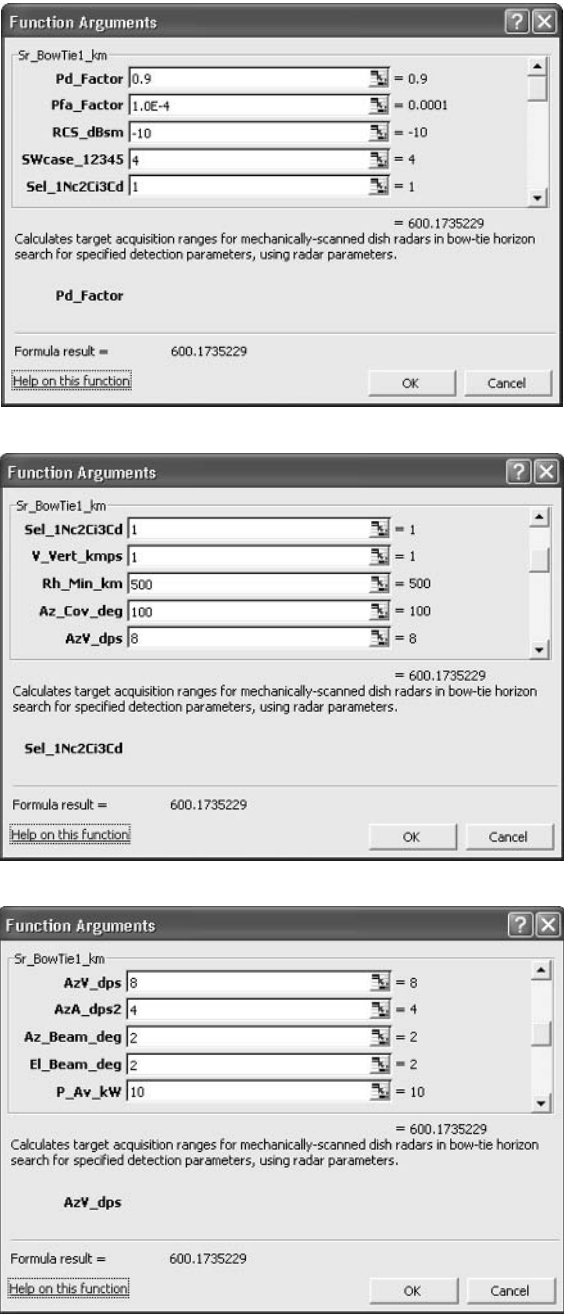 Function Arguments
Sr_BowTie1_km
Pd_Factor 0.9 = 0.9
Pfa_Factor 1.0E-4 = 0.0001
RCS_dBsm -10 = -10
SWcase_12345 4 = 4
Sel_1Nc2Ci3Cd 1 = 1
= 600.1735229
Calculates target acquisition ranges for mechanically-scanned dish radars in bow-tie horizon
search for specified detection parameters, using radar parameters.
Pd_Factor
Formula result = 600.1735229
Help on this function OK Cancel
Function Arguments
Sr_BowTie1_km
Sel_1Nc2Ci3Cd 1 = 1
V_Vert_kmps 1 = 1
Rh_Min_km 500 = 500
Az_Cov_deg 100 = 100
AzV_dps 8 = 8
= 600.1735229
Calculates target acquisition ranges for mechanically-scanned dish radars in bow-tie horizon
search for specified detection parameters, using radar parameters.
Sel_1Nc2Ci3Cd
Formula result = 600.1735229
Help on this function OK Cancel
Function Arguments
Sr_BowTie1_km
AzV_dps 8 = 8
AzA_dps2 4 = 4
Az_Beam_deg 2 = 2
El_Beam_deg 2 = 2
P_Av_kW 10 = 10
= 600.1735229
Calculates target acquisition ranges for mechanically-scanned dish radars in bow-tie horizon
search for specified detection parameters, using radar parameters.
AzV_dps
Formula result = 600.1735229
Help on this function OK Cancel